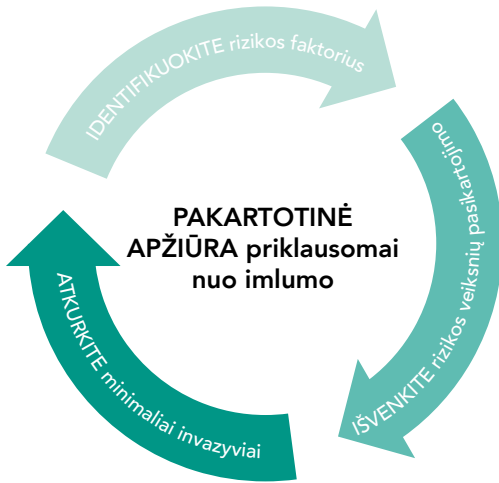 IDENTIFIKUOKITE rizikos faktorius
IŠVENKITE rizikos veiksnių pasikartojimo
ATKURKITE minimaliai invazyviai
PAKARTOTINĖ
APŽIŪRA priklausomai
nuo imlumo